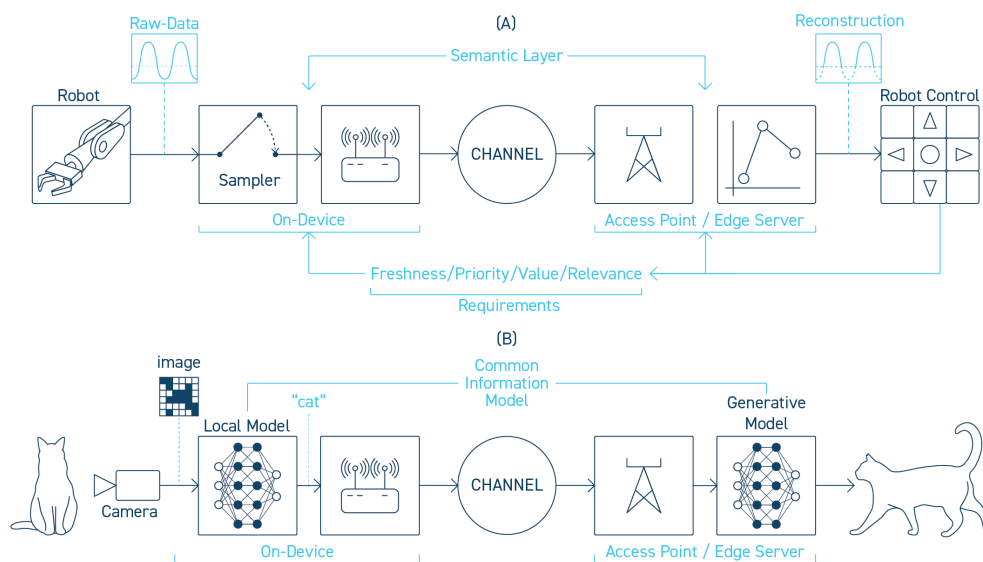 (A)
Raw-Data
Reconstruction
Semantic Layer
Robot
Robot Control
Sampler
CHANNEL
On-Device
Access Point / Edge Server
Freshness/Priority/Value/Relevance
Requirements
(B)
image
Common
Information
Model
"cat"
Local Model
Generative
Model
Camera
CHANNEL
On-Device
Access Point / Edge Server